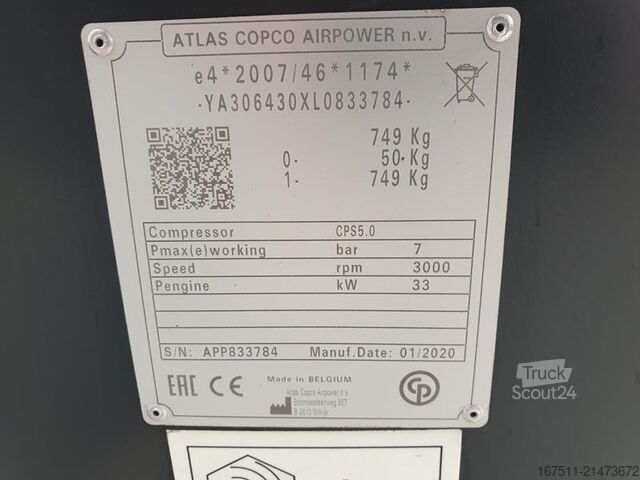 ATLAS COPCO AIRPOWER n.v.
e4*2007/46*1174*
-YA306430XL0833784-
749 Kg
0- 50 Kg
1- 749 Kg
Compressor CPS5.0
Pmax(e)working bar 7
Speed rpm 3000
Pengine kW 33
S/N: APP833784 Manuf.Date: 01/2020
EAC CE Made in BELGIUM CP
Atlas Copco Airpower n.v.
Boomsesteenweg 957
B-2610 Wilrijk
Truck
Scout24
167511-21473672